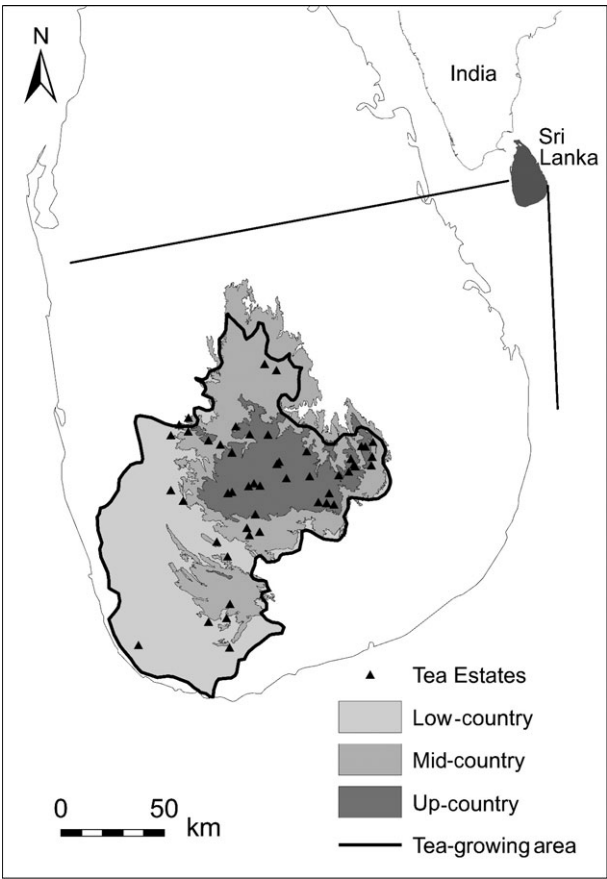 N
India
Sri
Lanka
Tea Estates
Low-country
Mid-country
Up-country
Tea-growing area
0 50
km